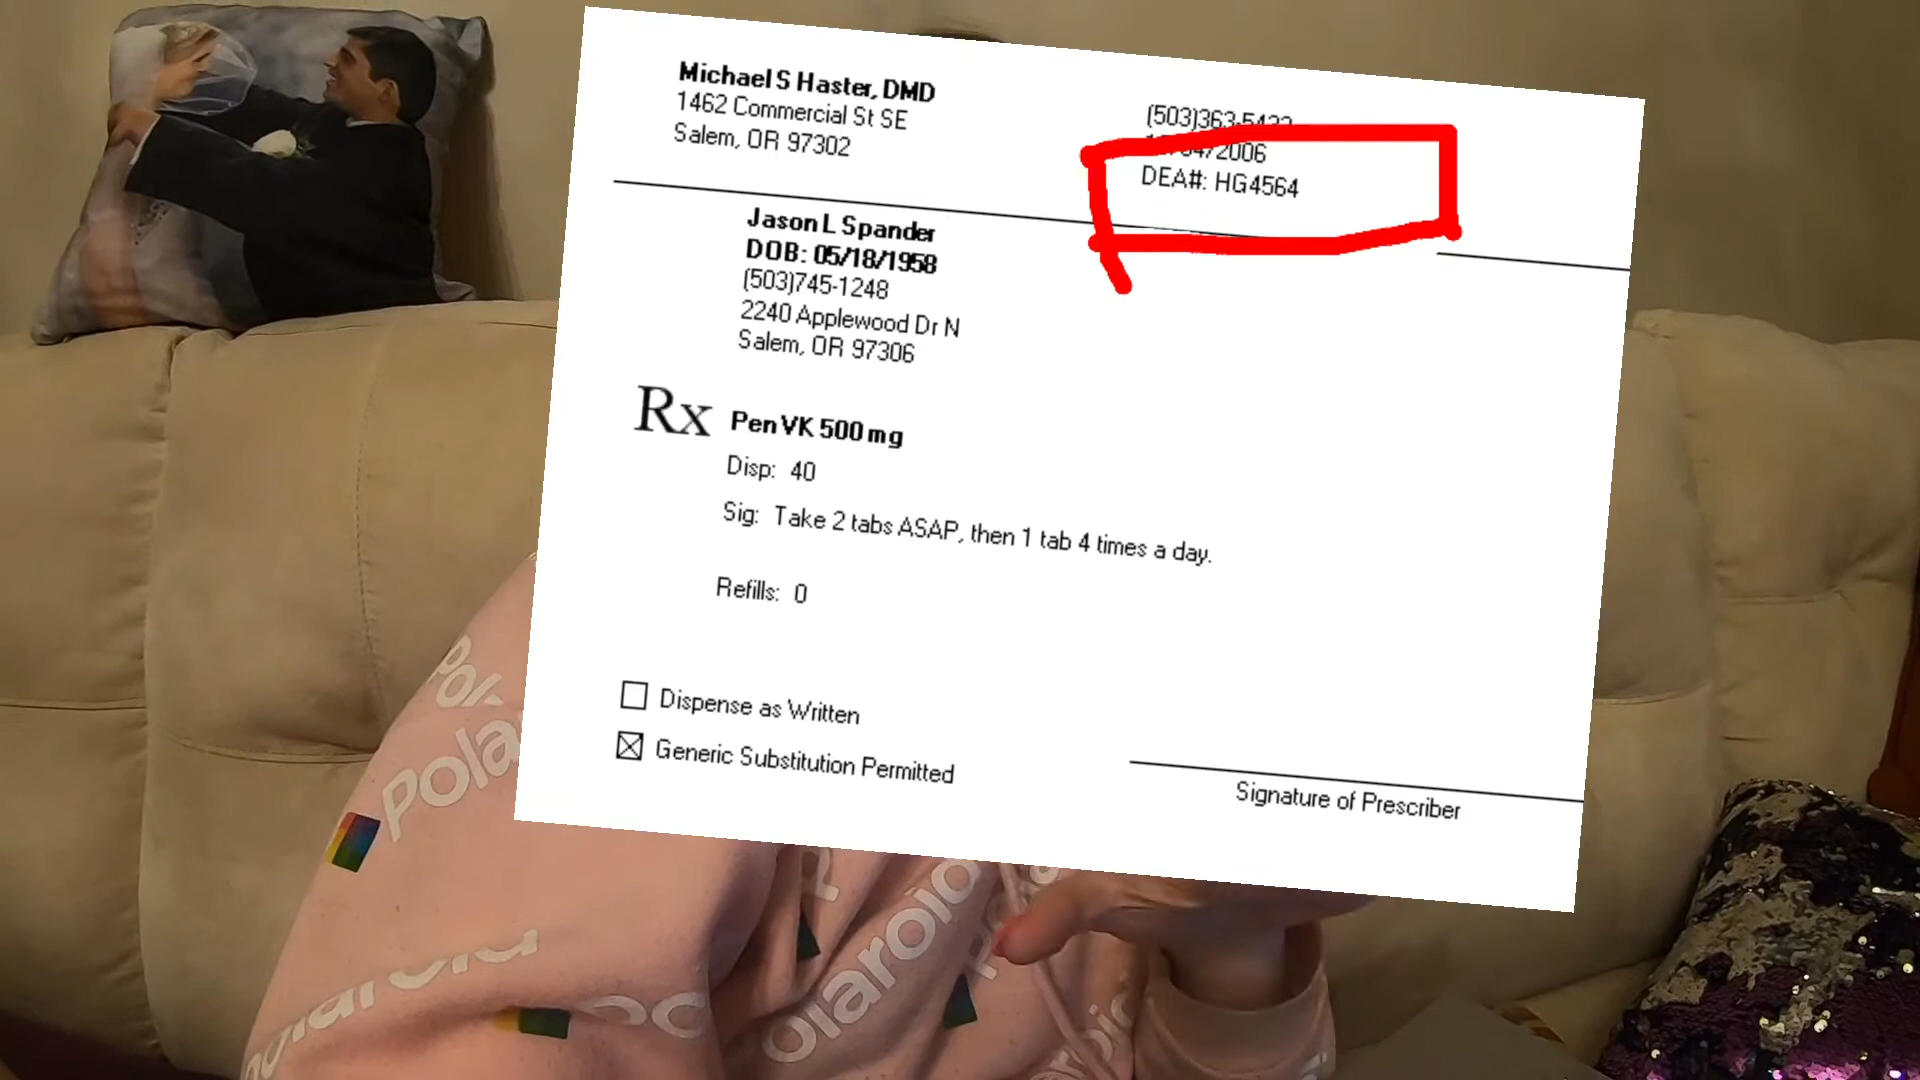 Michael S Haster, DMD
1462 Commercial St SE
Salem, OR 97302
(503)363-5432
2006
DEA#: HG4564
Jason L Spander
DOB: 05/18/1958
(503)745-1248
2240 Applewood Dr N
Salem, OR 97306
Rx
Pen VK 500 mg
Disp: 40
Sig: Take 2 tabs ASAP, then 1 tab 4 times a day.
Refills: 0
Dispense as Written
Generic Substitution Permitted
Signature of Prescriber
Pola
olaroid